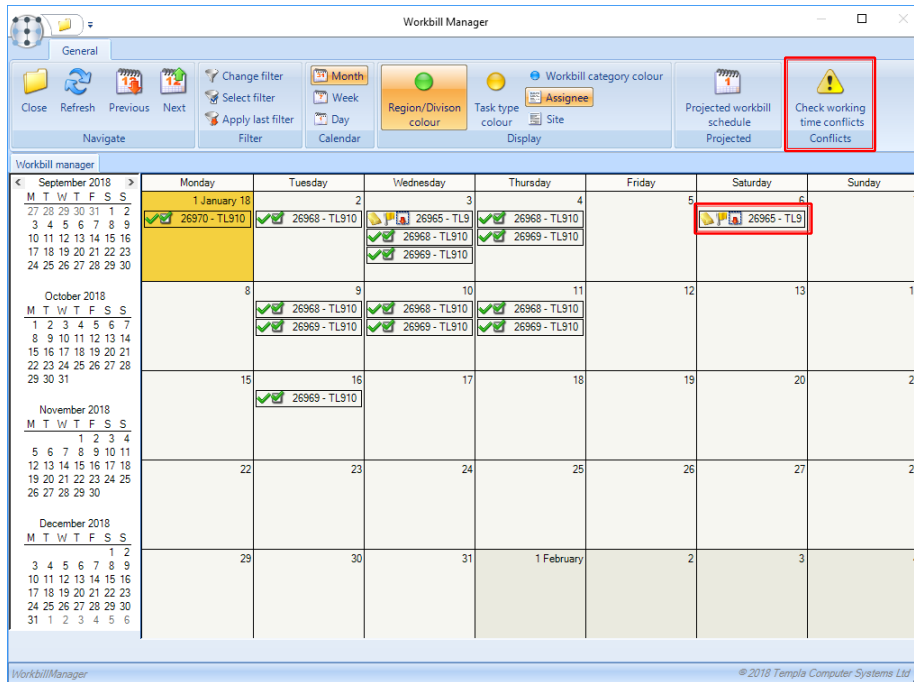 Workbill Manager
General
Change filter Month Workbill category colour
Select filter Week Assignee
Close Refresh Previous Next Apply last filter Day Region/Divison colour Task type colour Site Projected workbill schedule Check working time conflicts
Navigate Filter Calendar Display Projected Conflicts
Workbill manager
< September 2018 > Monday Tuesday Wednesday Thursday Friday Saturday Sunday
M T W T F S S
27 28 29 30 31 1 2
3 4 5 6 7 8 9
10 11 12 13 14 15 16
17 18 19 20 21 22 23
24 25 26 27 28 29 30
October 2018
M T W T F S S
1 2 3 4 5 6 7
8 9 10 11 12 13 14
15 16 17 18 19 20 21
22 23 24 25 26 27 28
29 30 31
November 2018
M T W T F S S
1 2 3 4
5 6 7 8 9 10 11
12 13 14 15 16 17 18
19 20 21 22 23 24 25
26 27 28 29 30
December 2018
M T W T F S S
1 2
3 4 5 6 7 8 9
10 11 12 13 14 15 16
17 18 19 20 21 22 23
24 25 26 27 28 29 30
31 1 2 3 4 5 6
1 January 18 2 3 4 5 6
26970 - TL910 26968 - TL910 26965 - TL9 26968 - TL910 26965 - TL9
26968 - TL910 26969 - TL910
26969 - TL910
8 9 10 11 12 13
26968 - TL910 26968 - TL910 26968 - TL910
26969 - TL910 26969 - TL910 26969 - TL910
15 16 17 18 19 20
26969 - TL910
22 23 24 25 26 27
29 30 31 1 February 2 3
WorkbillManager © 2018 Templa Computer Systems Ltd